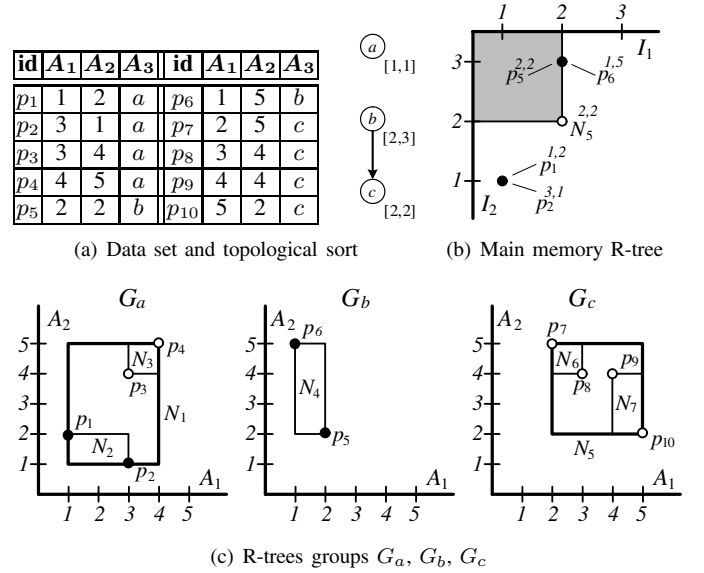 id A₁ A₂ A₃ id A₁ A₂ A₃
p₁ 1 2 a p₆ 1 5 b
p₂ 3 1 a p₇ 2 5 c
p₃ 3 4 a p₈ 3 4 c
p₄ 4 5 a p₉ 4 4 c
p₅ 2 2 b p₁₀ 5 2 c
a
[1,1]
b
[2,3]
c
[2,2]
(a) Data set and topological sort
1 2 3
I₁
3
2,2
p₅
1,5
p₆
2
2,2
N₅
1
1,2
p₁
3,1
p₂
I₂
(b) Main memory R-tree
Gₐ
A₂
5
4
3
2
1
p₄
N₃
p₃
p₁
N₁
N₂
p₂
A₁
1 2 3 4 5
G_b
A₂
p₆
5
4
3
2
1
N₄
p₅
A₁
1 2 3 4 5
G_c
A₂
p₇
5
4
3
2
1
N₆
p₉
p₈
N₇
N₅
p₁₀
A₁
1 2 3 4 5
(c) R-trees groups Gₐ, G_b, G_c